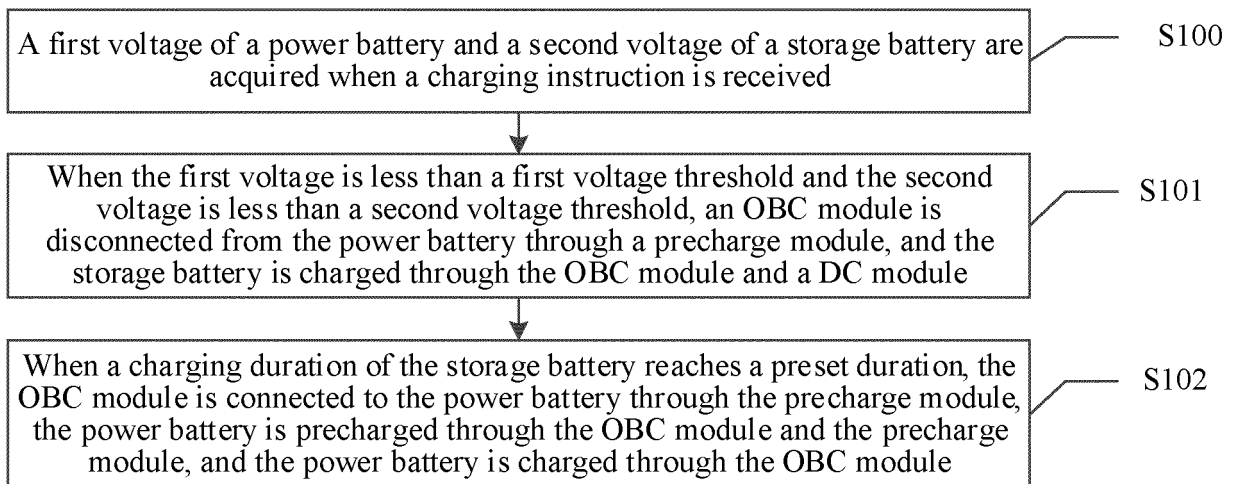 A first voltage of a power battery and a second voltage of a storage battery are
acquired when a charging instruction is received
S100
When the first voltage is less than a first voltage threshold and the second
voltage is less than a second voltage threshold, an OBC module is
disconnected from the power battery through a precharge module, and the
storage battery is charged through the OBC module and a DC module
S101
When a charging duration of the storage battery reaches a preset duration, the
OBC module is connected to the power battery through the precharge module,
the power battery is precharged through the OBC module and the precharge
module, and the power battery is charged through the OBC module
S102